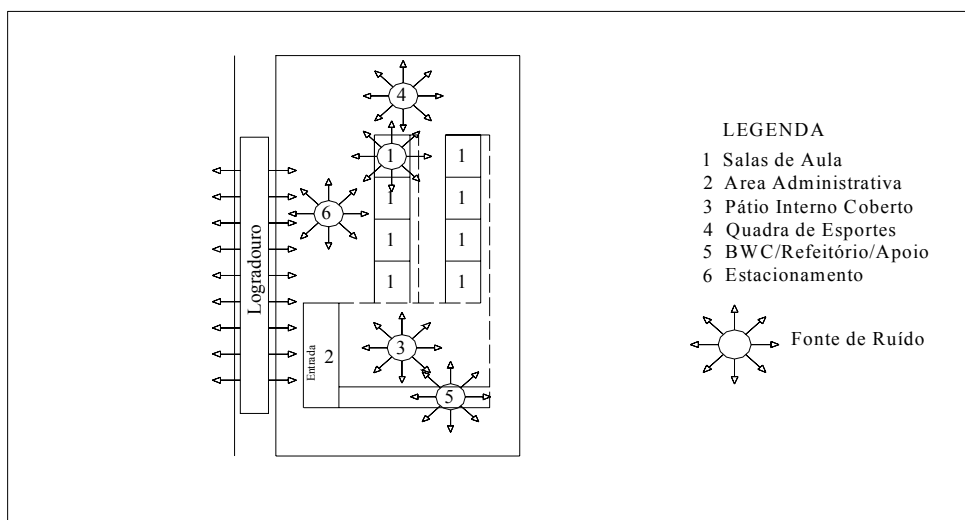 4
1
1
1
1
1
1
1
1
6
Logradouro
Entrada
2
3
5
LEGENDA
1 Salas de Aula
2 Area Administrativa
3 Pátio Interno Coberto
4 Quadra de Esportes
5 BWC/Refeitório/Apoio
6 Estacionamento
Fonte de Ruído